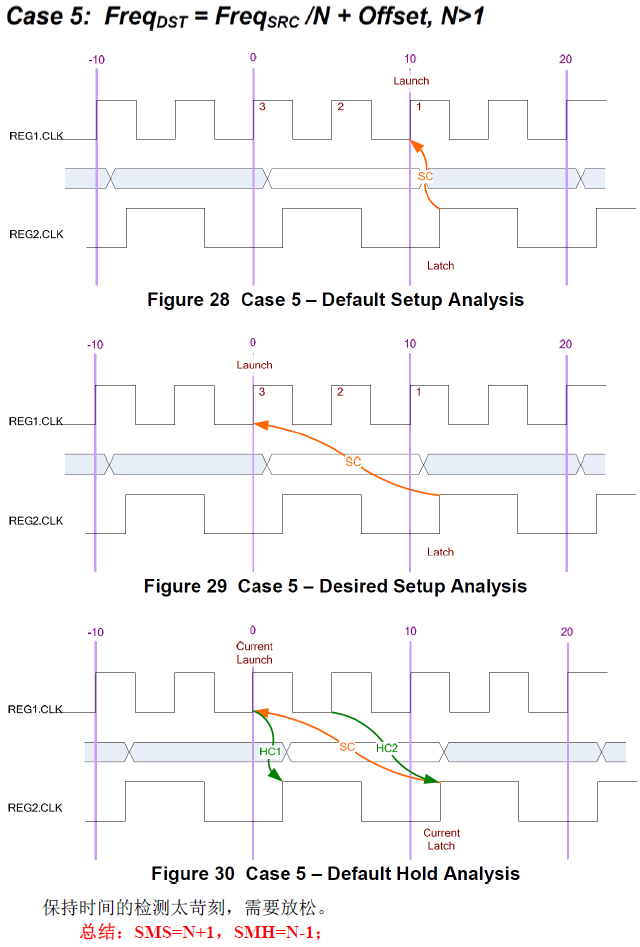 Case 5: FreqDST = FreqSRC /N + Offset, N>1
-10 0 10 20
Launch
3 2 1
REG1.CLK
SC
REG2.CLK
Latch
Figure 28 Case 5 – Default Setup Analysis
-10 0 10 20
Launch
3 2 1
REG1.CLK
SC
REG2.CLK
Latch
Figure 29 Case 5 – Desired Setup Analysis
-10 0 10 20
Current
Launch
REG1.CLK
HC1 SC HC2
REG2.CLK
Current
Latch
Figure 30 Case 5 – Default Hold Analysis
保持时间的检测太苛刻，需要放松。
总结：SMS=N+1，SMH=N-1;